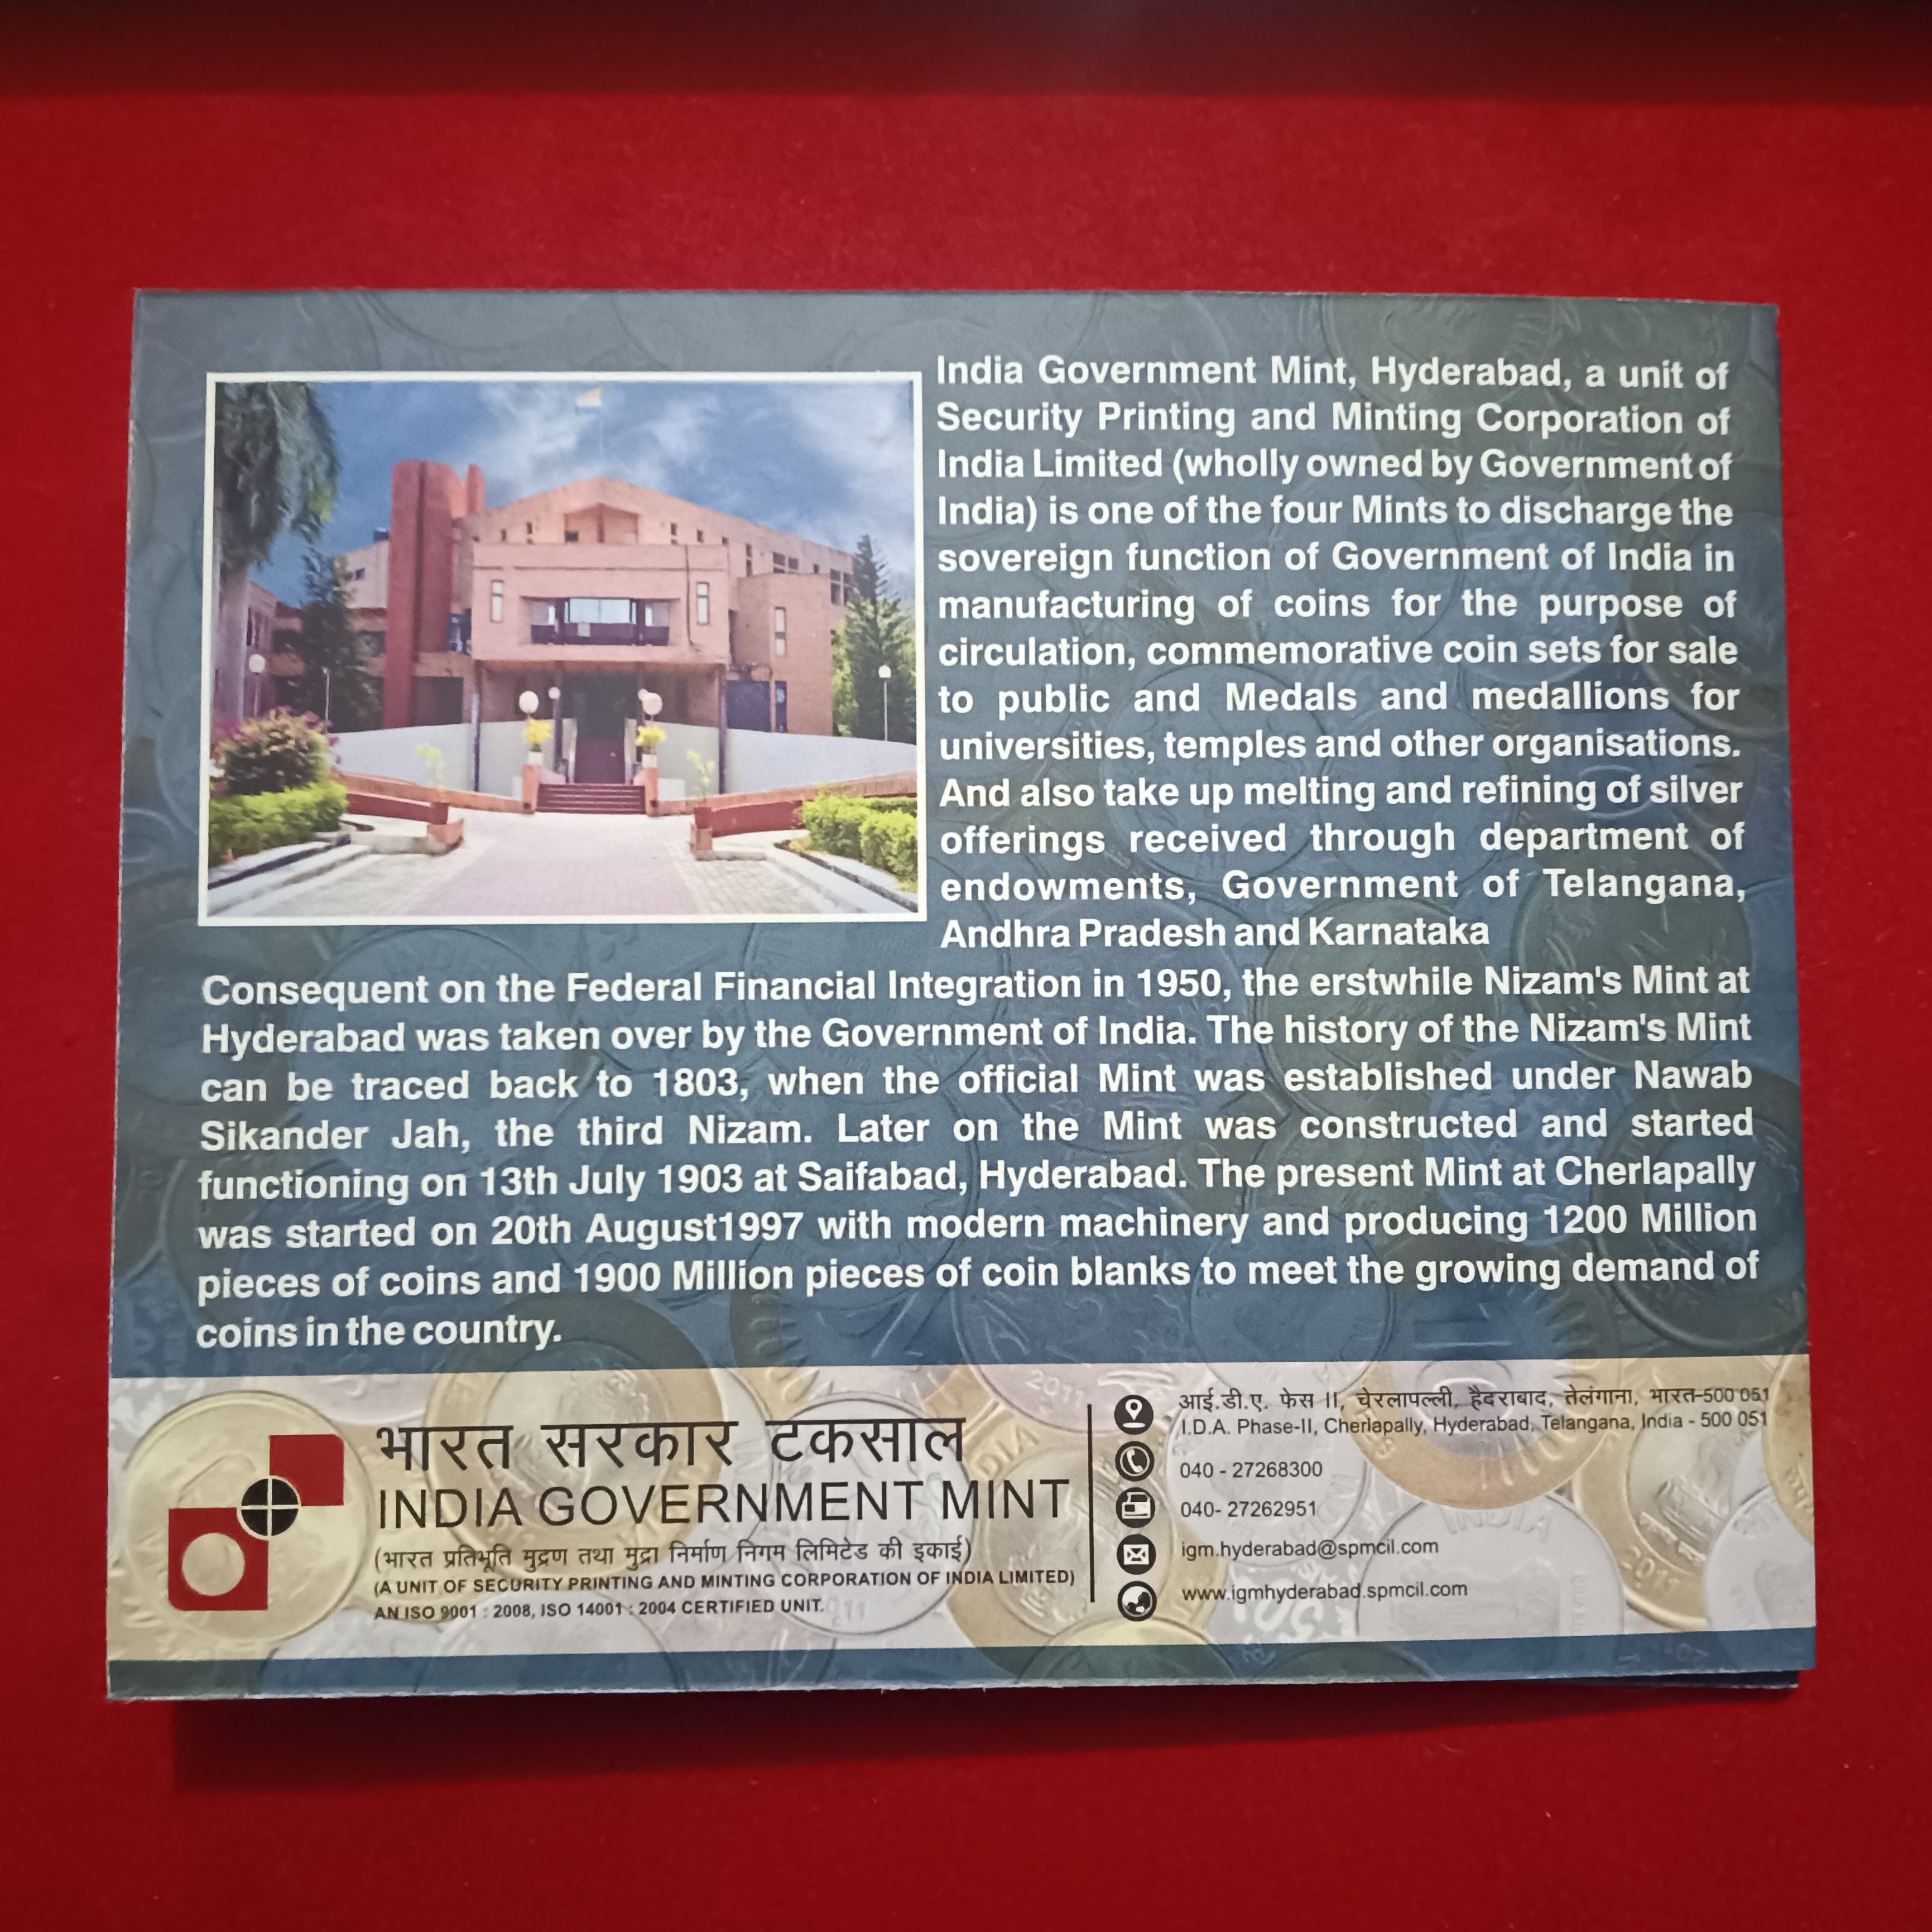 India Government Mint, Hyderabad, a unit of
Security Printing and Minting Corporation of
India Limited (wholly owned by Government of
India) is one of the four Mints to discharge the
sovereign function of Government of India in
manufacturing of coins for the purpose of
circulation, commemorative coin sets for sale
to public and Medals and medallions for
universities, temples and other organisations.
And also take up melting and refining of silver
offerings received through department of
endowments, Government of Telangana,
Andhra Pradesh and Karnataka
Consequent on the Federal Financial Integration in 1950, the erstwhile Nizam's Mint at
Hyderabad was taken over by the Government of India. The history of the Nizam's Mint
can be traced back to 1803, when the official Mint was established under Nawab
Sikander Jah, the third Nizam. Later on the Mint was constructed and started
functioning on 13th July 1903 at Saifabad, Hyderabad. The present Mint at Cherlapally
was started on 20th August1997 with modern machinery and producing 1200 Million
pieces of coins and 1900 Million pieces of coin blanks to meet the growing demand of
coins in the country.
भारत सरकार टकसाल
INDIA GOVERNMENT MINT
(भारत प्रतिभूति मुद्रण तथा मुद्रा निर्माण निगम लिमिटेड की इकाई)
(A UNIT OF SECURITY PRINTING AND MINTING CORPORATION OF INDIA LIMITED)
AN ISO 9001 : 2008, ISO 14001 : 2004 CERTIFIED UNIT.
आई.डी.ए. फेस II, चेरलापल्ली, हैदराबाद, तेलंगाना, भारत-500 051
I.D.A. Phase-II, Cherlapally, Hyderabad, Telangana, India - 500 051
040 - 27268300
040- 27262951
igm.hyderabad@spmcil.com
www.igmhyderabad.spmcil.com
2011
INDIA
INDIA
2011